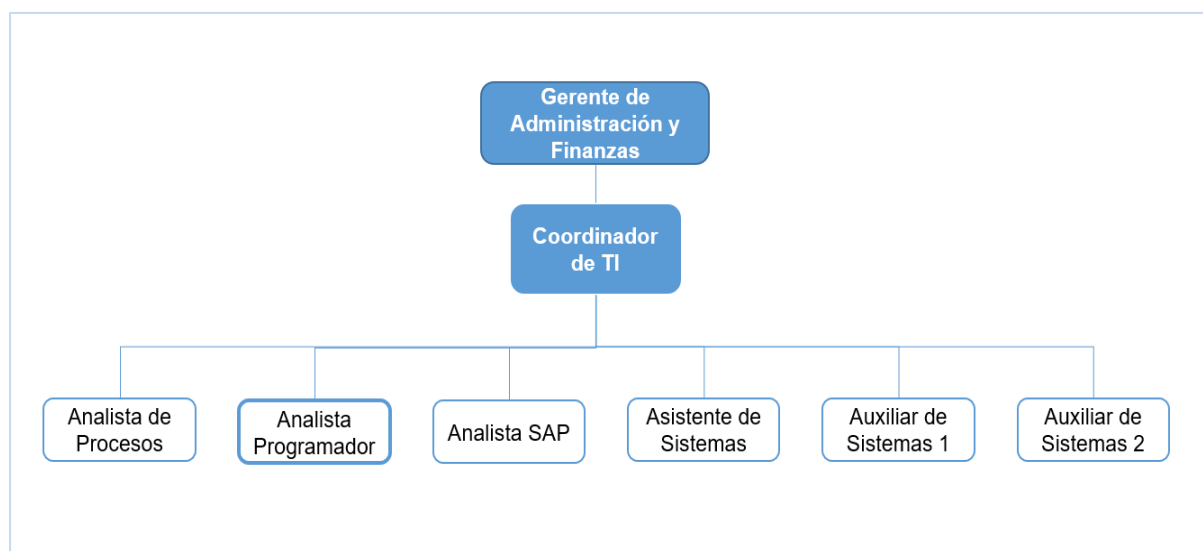 Gerente de
Administración y
Finanzas
Coordinador
de TI
Analista de
Procesos
Analista
Programador
Analista SAP
Asistente de
Sistemas
Auxiliar de
Sistemas 1
Auxiliar de
Sistemas 2